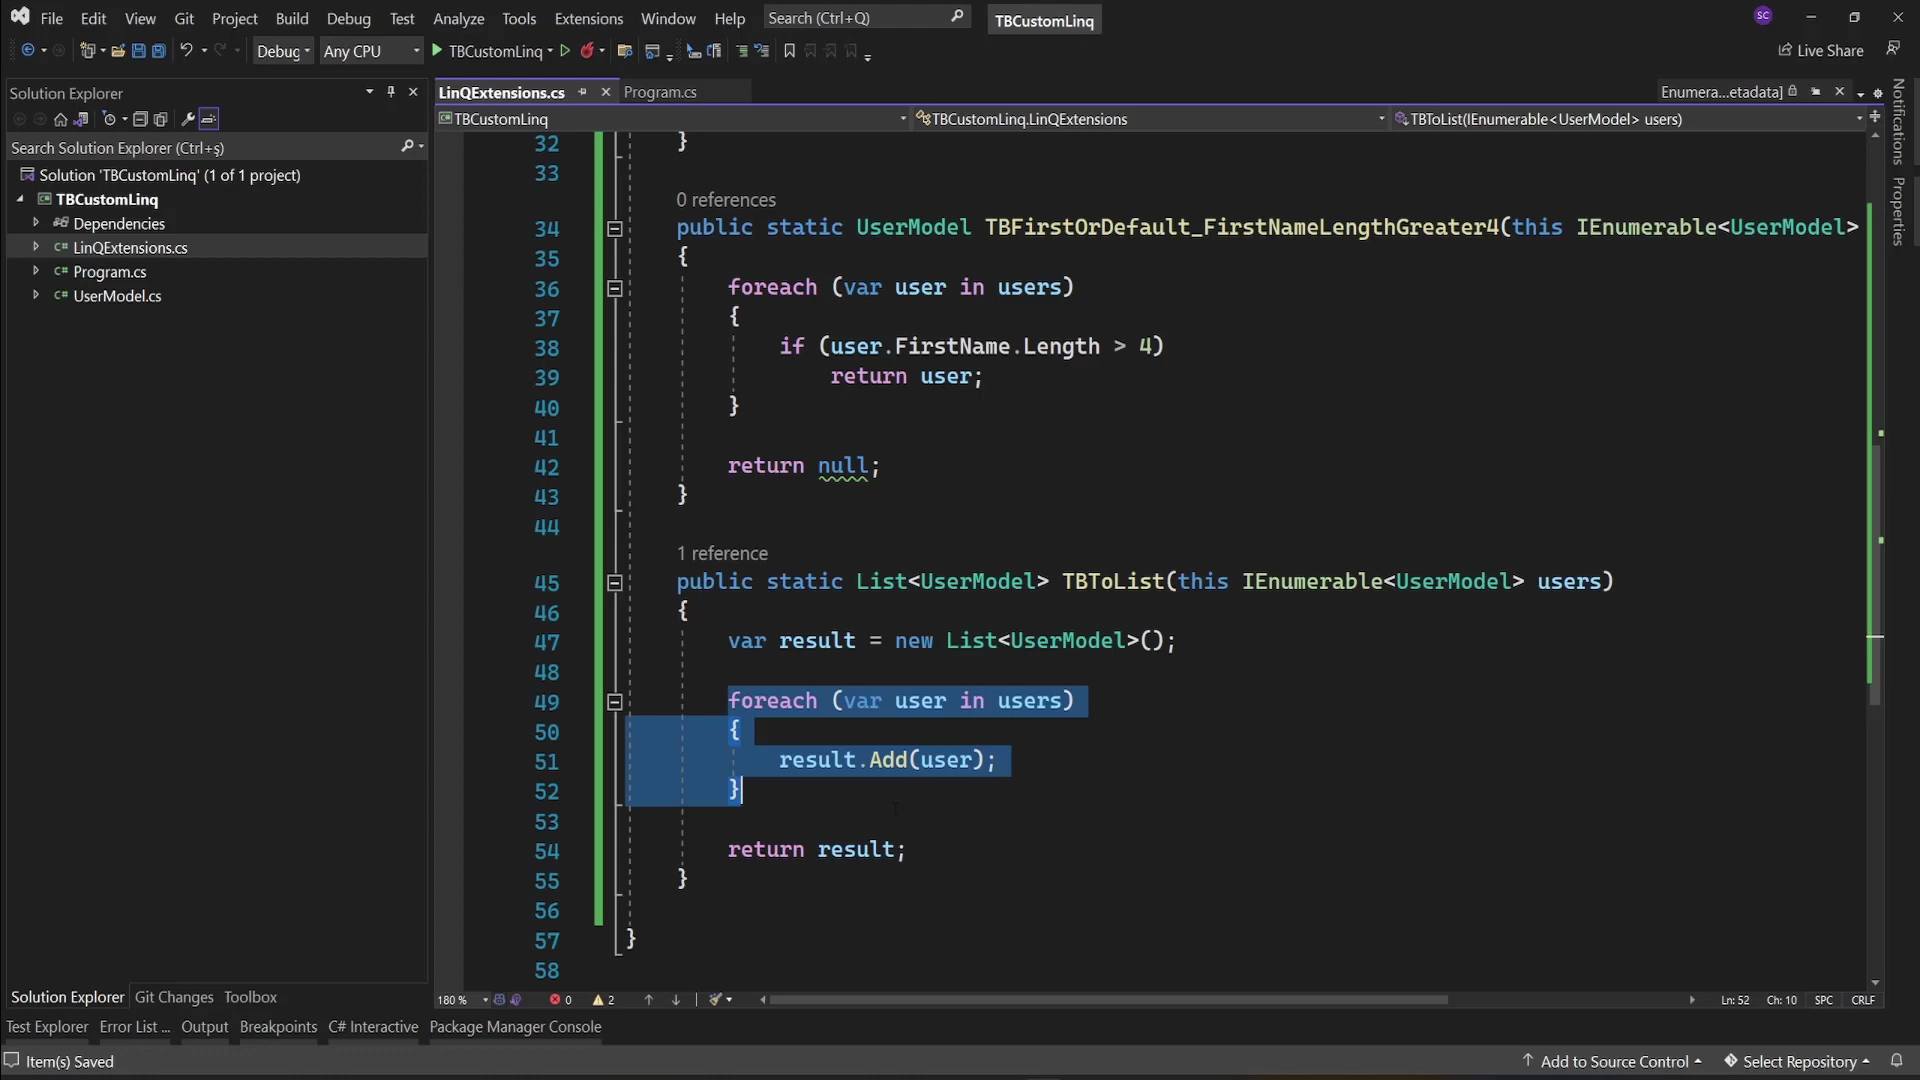 File Edit View Git Project Build Debug Test Analyze Tools Extensions Window Help Search (Ctrl+Q) TBCustomLinq SC
Debug Any CPU TBCustomLinq Live Share
Solution Explorer
Search Solution Explorer (Ctrl+ş)
Solution 'TBCustomLinq' (1 of 1 project)
TBCustomLinq
Dependencies
C# LinQExtensions.cs
C# Program.cs
C# UserModel.cs
Solution Explorer Git Changes Toolbox
LinQExtensions.cs Program.cs Enumera...etadata]
TBCustomLinq TBCustomLinq.LinQExtensions TBToList(IEnumerable<UserModel> users)
32 }
33
0 references
34 public static UserModel TBFirstOrDefault_FirstNameLengthGreater4(this IEnumerable<UserModel>
35 {
36 foreach (var user in users)
37 {
38 if (user.FirstName.Length > 4)
39 return user;
40 }
41
42 return null;
43 }
44
1 reference
45 public static List<UserModel> TBToList(this IEnumerable<UserModel> users)
46 {
47 var result = new List<UserModel>();
48
49 foreach (var user in users)
50 {
51 result.Add(user);
52 }
53
54 return result;
55 }
56
57 }
58
180 % 0 2 Ln: 52 Ch: 10 SPC CRLF
Notifications
Properties
Test Explorer Error List ... Output Breakpoints C# Interactive Package Manager Console
Item(s) Saved Add to Source Control Select Repository